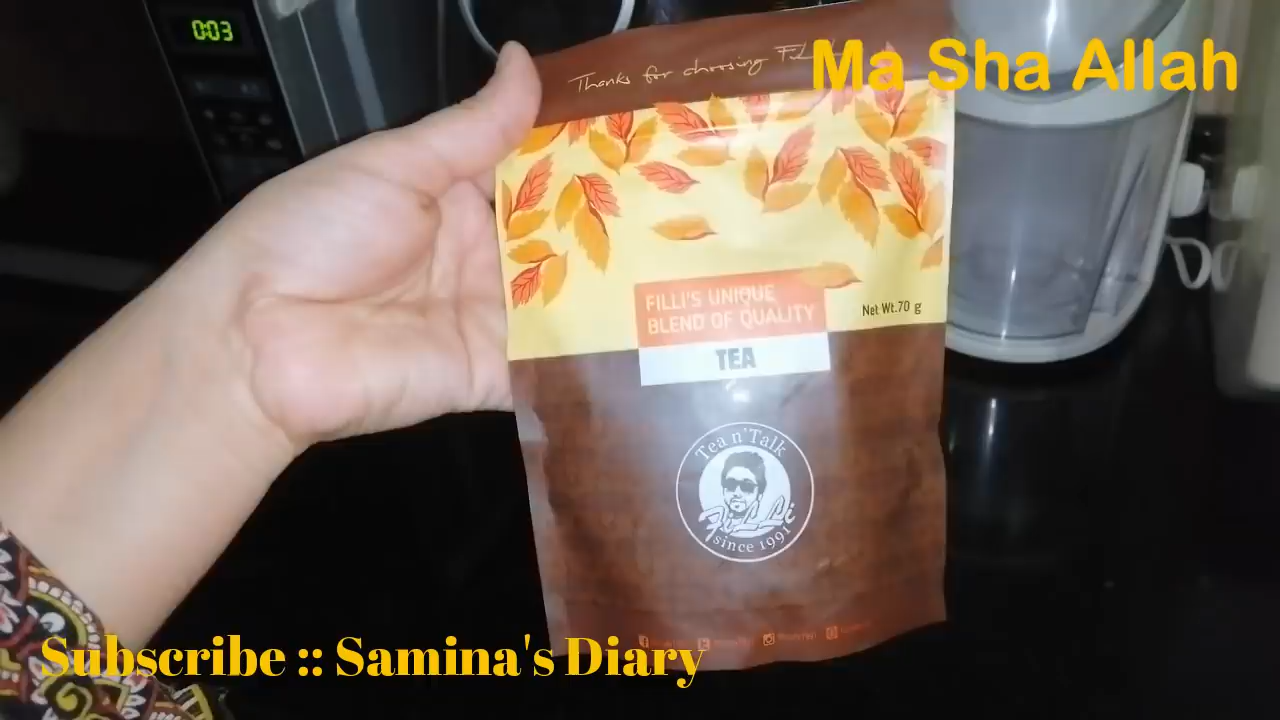 0:03
Thanks for choosing
Ma Sha Allah
FILLI'S UNIQUE
BLEND OF QUALITY
TEA
Net Wt.70 g
Tea n' Talk
FiLLi
since 1991
Subscribe :: Samina's Diary